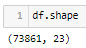 1 df.shape
(73861, 23)